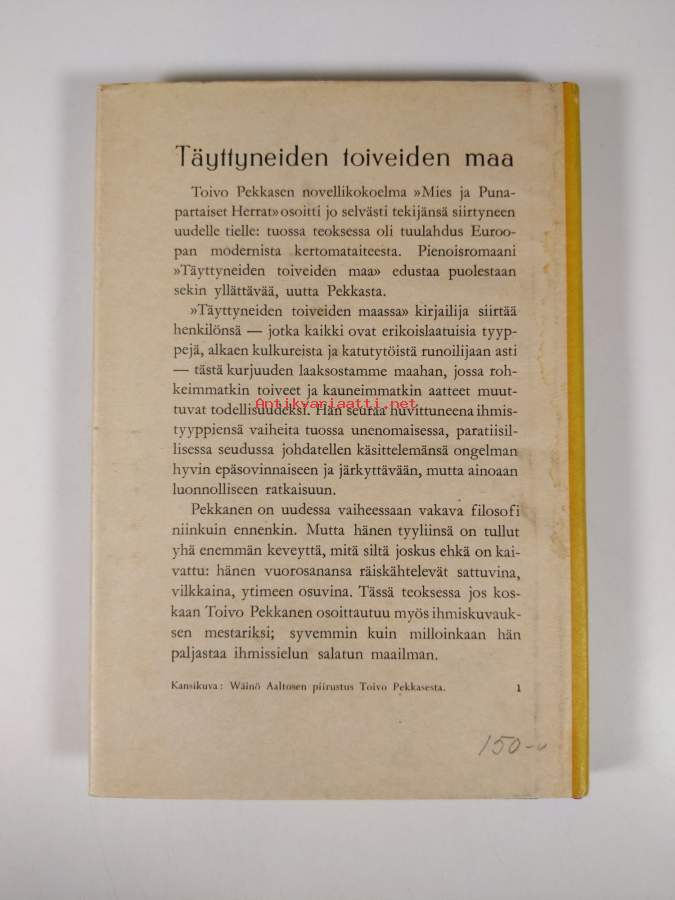 Täyttyneiden toiveiden maa
Toivo Pekkasen novellikokoelma »Mies ja Puna-
partaiset Herrat» osoitti jo selvästi tekijänsä siirtyneen
uudelle tielle: tuossa teoksessa oli tuulahdus Euroo-
pan modernista kertomataiteesta. Pienoisromaani
»Täyttyneiden toiveiden maa» edustaa puolestaan
sekin yllättävää, uutta Pekkasta.
»Täyttyneiden toiveiden maassa» kirjailija siirtää
henkilönsä — jotka kaikki ovat erikoislaatuisia tyyp-
pejä, alkaen kulkureista ja katutytöistä runoilijaan asti
— tästä kurjuuden laaksostamme maahan, jossa roh-
keimmatkin toiveet ja kauneimmatkin aatteet muut-
tuvat todellisuudeksi. Hän seuraa huvittuneena ihmis-
Antikvariaatti.net
tyyppiensä vaiheita tuossa unenomaisessa, paratiisil-
lisessa seudussa johdatellen käsittelemänsä ongelman
hyvin epäsovinnaiseen ja järkyttävään, mutta ainoaan
luonnolliseen ratkaisuun.
Pekkanen on uudessa vaiheessaan vakava filosofi
niinkuin ennenkin. Mutta hänen tyyliinsä on tullut
yhä enemmän keveyttä, mitä siltä joskus ehkä on kai-
vattu: hänen vuorosanansa räiskähtelevät sattuvina,
vilkkaina, ytimeen osuvina. Tässä teoksessa jos kos-
kaan Toivo Pekkanen osoittautuu myös ihmiskuvauk-
sen mestariksi; syvemmin kuin milloinkaan hän
paljastaa ihmissielun salatun maailman.
Kansikuva: Wäinö Aaltosen piirustus Toivo Pekkasesta. 1
150-